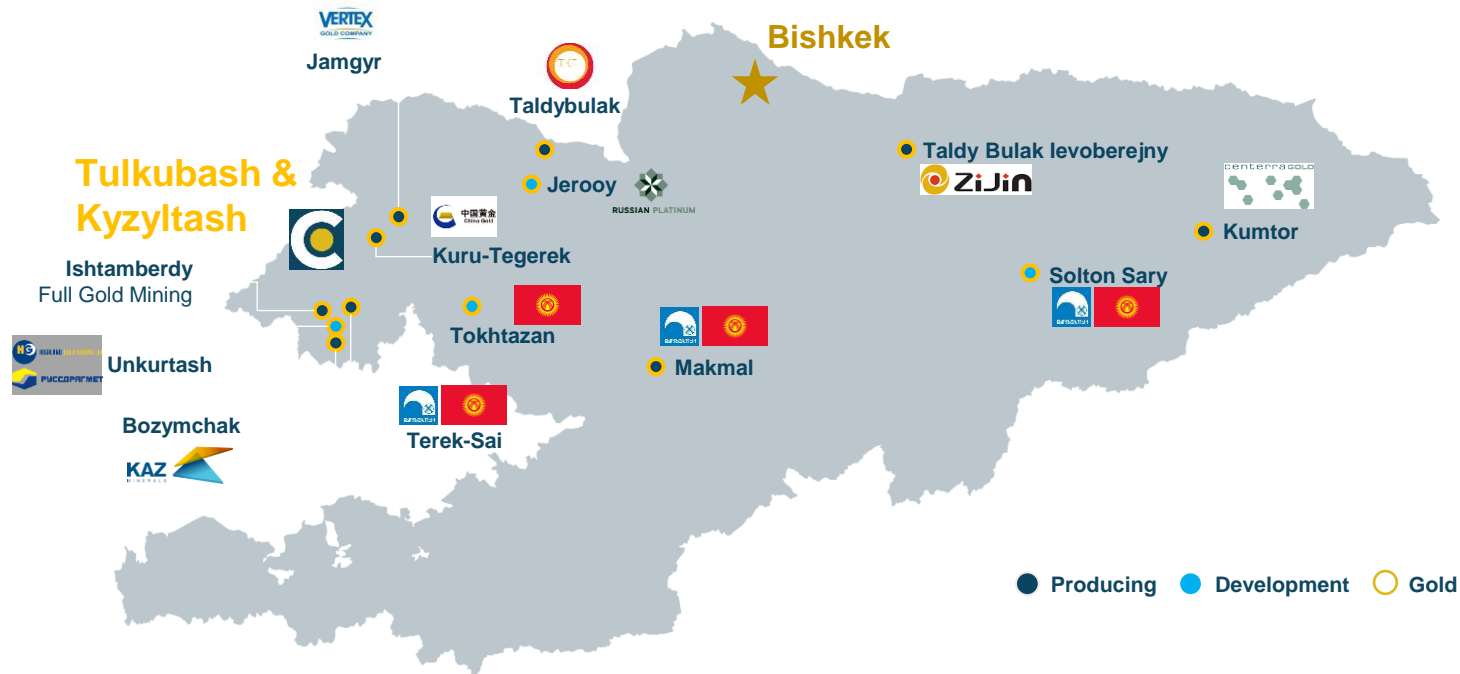 VERTEX
GOLD COMPANY
Jamgyr
Taldybulak
Bishkek
Tulkubash &
Kyzyltash
Taldy Bulak levoberejny
ZiJin
centerraGOLD
Jerooy
RUSSIAN PLATINUM
中国黄金
China Gold
Kuru-Tegerek
Kumtor
Ishtamberdy
Full Gold Mining
Solton Sary
Tokhtazan
HG
РУССДРАГМЕТ
Unkurtash
Makmal
Terek-Sai
Bozymchak
KAZ
MINERALS
Producing
Development
Gold